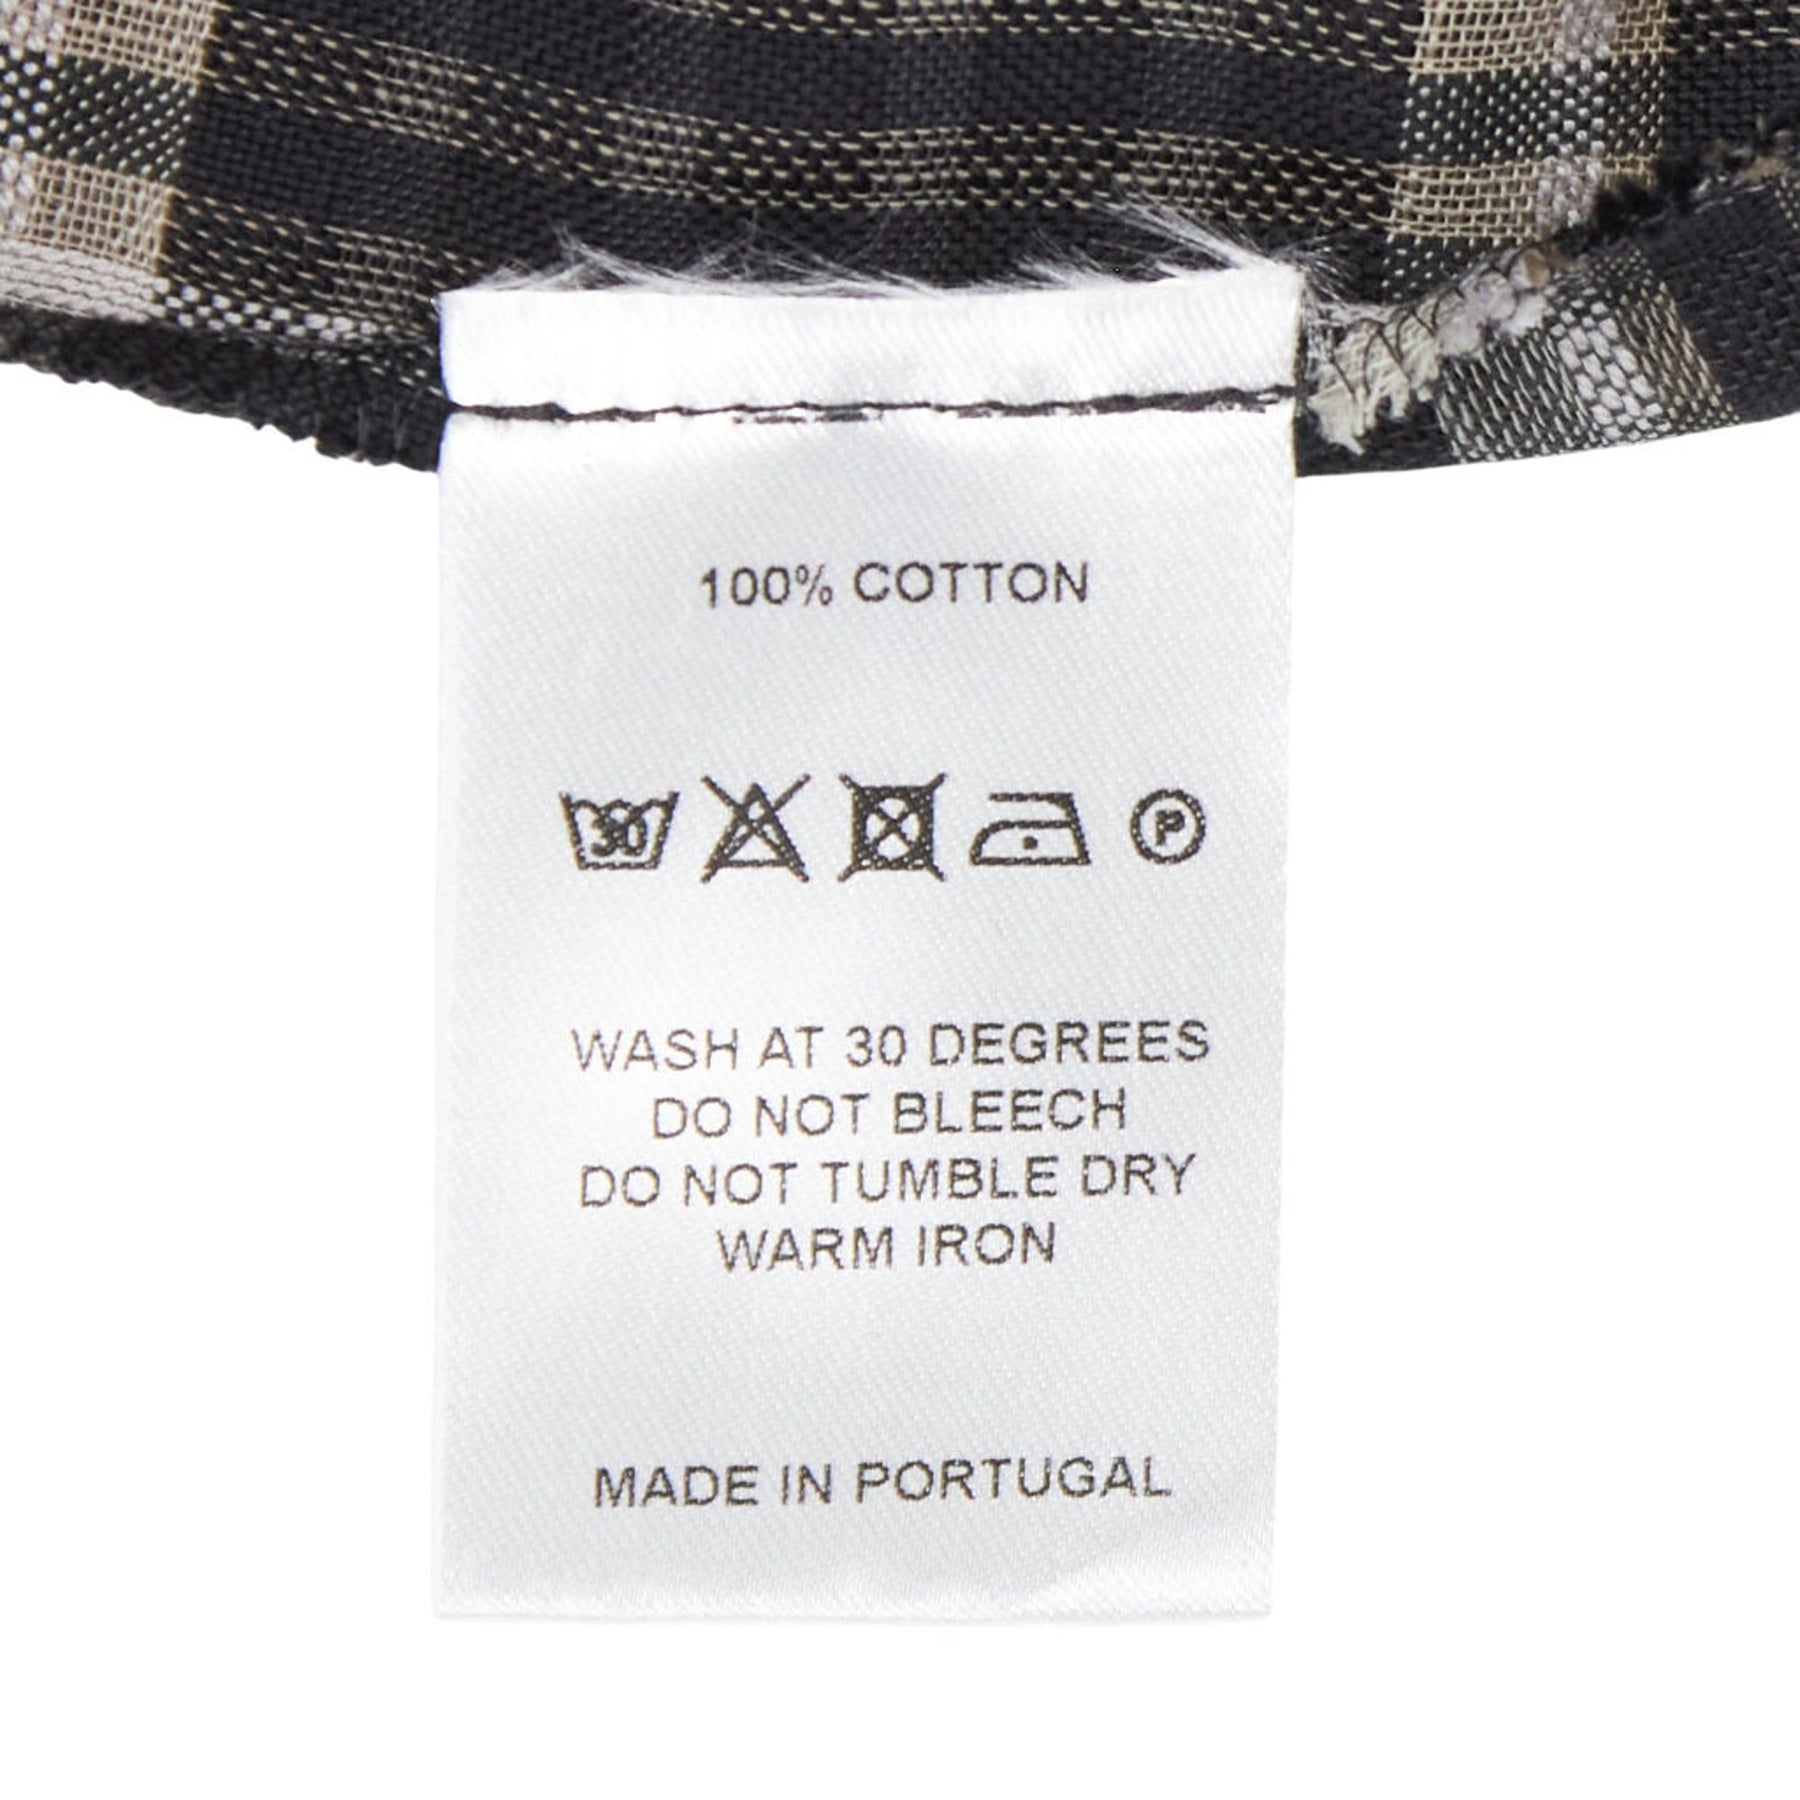 100% COTTON
30 P
WASH AT 30 DEGREES
DO NOT BLEECH
DO NOT TUMBLE DRY
WARM IRON
MADE IN PORTUGAL